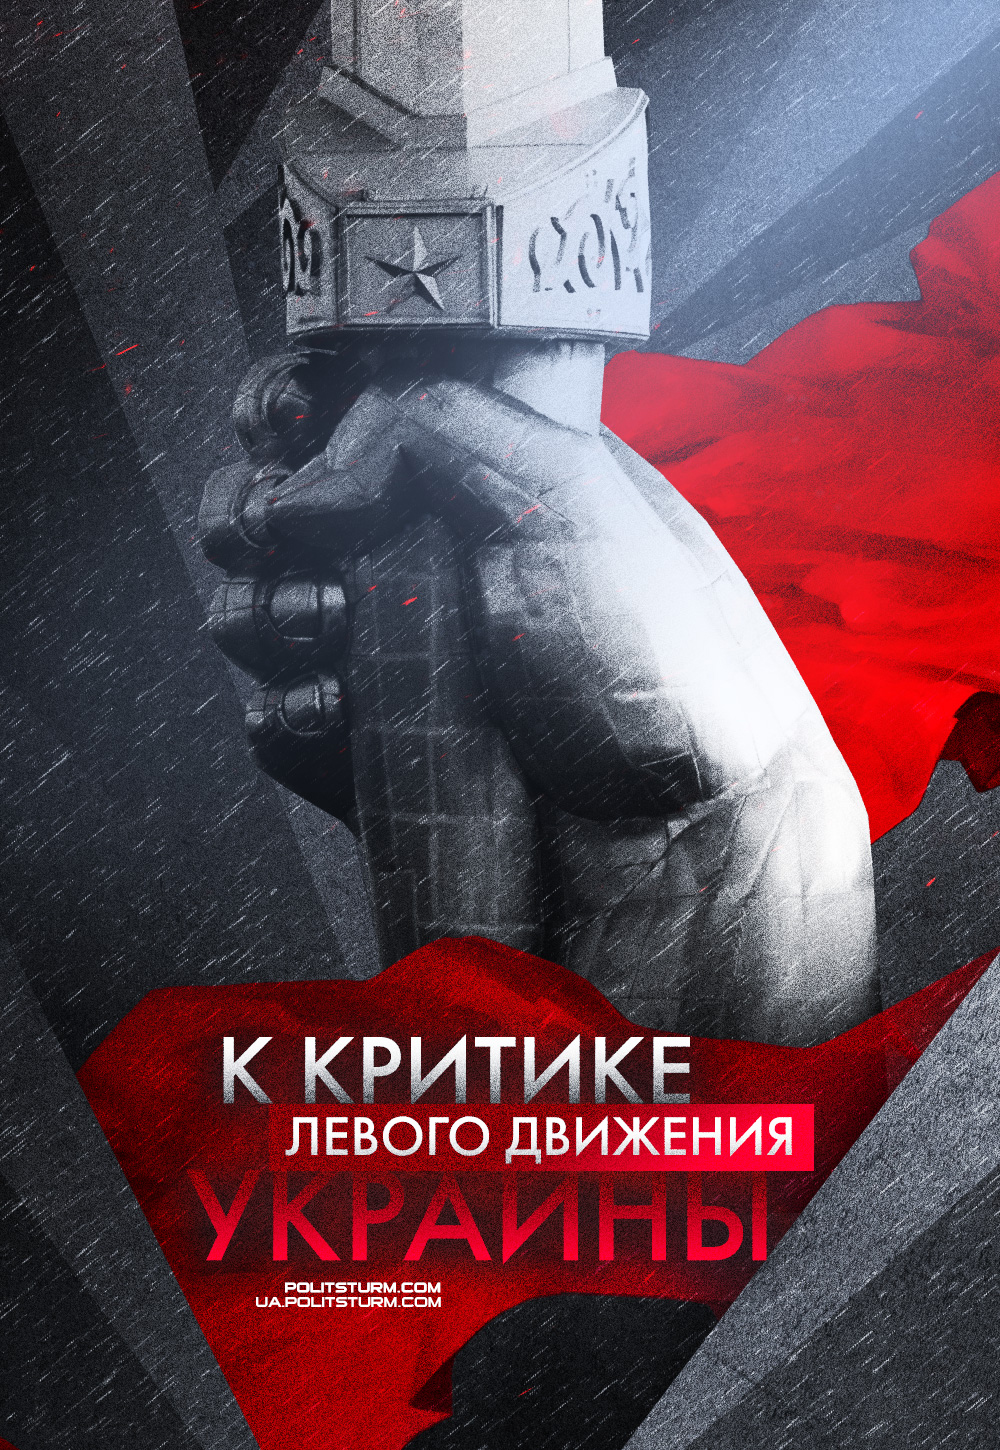 К КРИТИКЕ
ЛЕВОГО ДВИЖЕНИЯ
УКРАИНЫ
POLITSTURM.COM
UA.POLITSTURM.COM